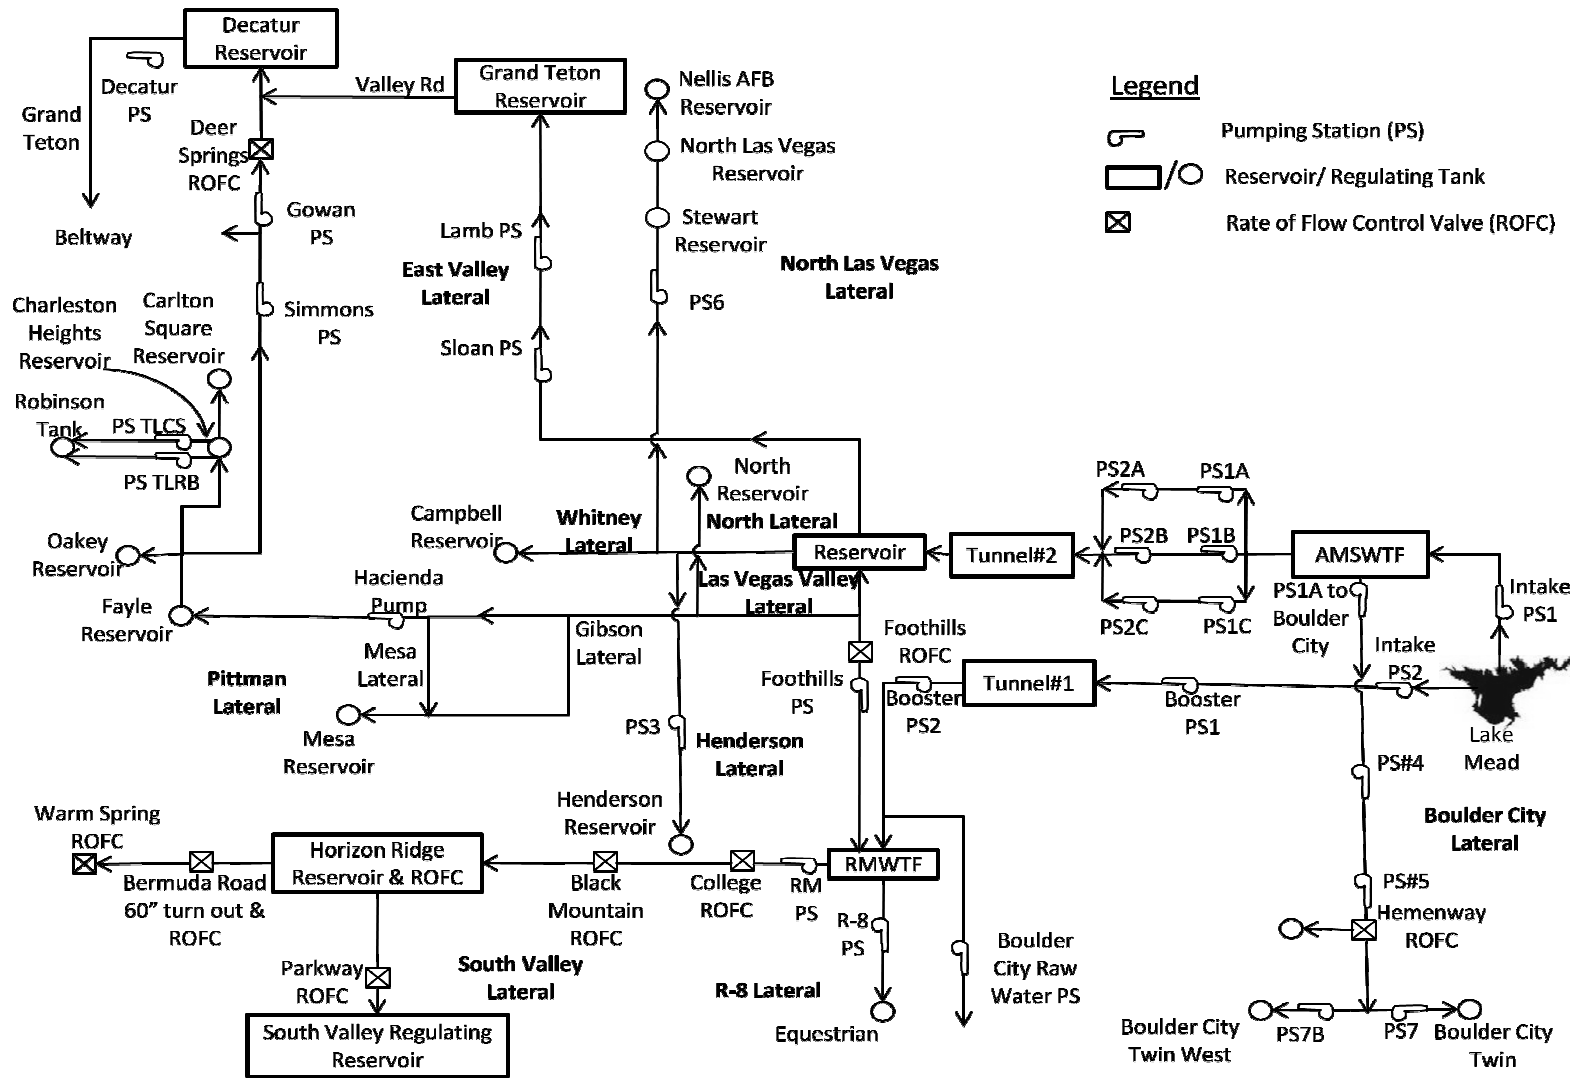 Decatur
Reservoir
Decatur
PS
Grand
Teton
Beltway
Valley Rd
Grand Teton
Reservoir
Deer
Springs
ROFC
Gowan
PS
Simmons
PS
Nellis AFB
Reservoir
North Las Vegas
Reservoir
Stewart
Reservoir
North Las Vegas
Lateral
PS6
Lamb PS
East Valley
Lateral
Sloan PS
Legend
Pumping Station (PS)
/
Reservoir/ Regulating Tank
Rate of Flow Control Valve (ROFC)
Charleston
Heights
Reservoir
Carlton
Square
Reservoir
Robinson
Tank
PS TLCS
PS TLRB
Oakey
Reservoir
Fayle
Reservoir
Hacienda
Pump
Mesa
Lateral
Gibson
Lateral
Pittman
Lateral
Mesa
Reservoir
Campbell
Reservoir
Whitney
Lateral
North
Reservoir
North Lateral
Las Vegas Valley
Lateral
Reservoir
Tunnel#2
PS2A
PS1A
PS2B
PS1B
PS2C
PS1C
AMSWTF
PS1A to
Boulder
City
Intake
PS1
Intake
PS2
Lake
Mead
Foothills
ROFC
Foothills
PS
Booster
PS2
Tunnel#1
Booster
PS1
PS3
Henderson
Lateral
Henderson
Reservoir
PS#4
Boulder City
Lateral
PS#5
Hemenway
ROFC
Warm Spring
ROFC
Bermuda Road
60” turn out &
ROFC
Horizon Ridge
Reservoir & ROFC
Black
Mountain
ROFC
College
ROFC
RM
PS
RMWTF
R-8
PS
Boulder
City Raw
Water PS
Parkway
ROFC
South Valley
Lateral
R-8 Lateral
Equestrian
South Valley Regulating
Reservoir
Boulder City
Twin West
PS7B
PS7
Boulder City
Twin